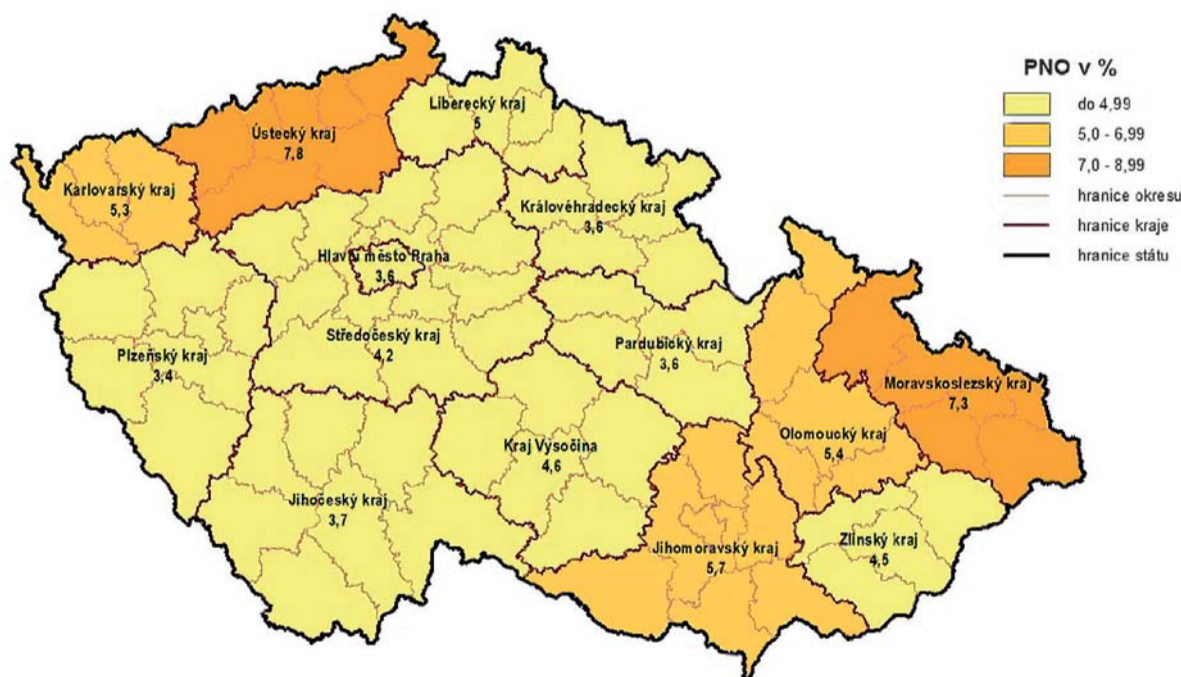 PNO v %
do 4,99
5,0 - 6,99
7,0 - 8,99
hranice okresu
hranice kraje
hranice státu
Liberecký kraj
5
Ústecký kraj
7,8
Karlovarský kraj
5,3
Královéhradecký kraj
3,6
Hlavní město Praha
3,6
Středočeský kraj
4,2
Plzeňský kraj
3,4
Pardubický kraj
3,6
Moravskoslezský kraj
7,3
Olomoucký kraj
5,4
Kraj Vysočina
4,6
Jihočeský kraj
3,7
Jihomoravský kraj
5,7
Zlínský kraj
4,5